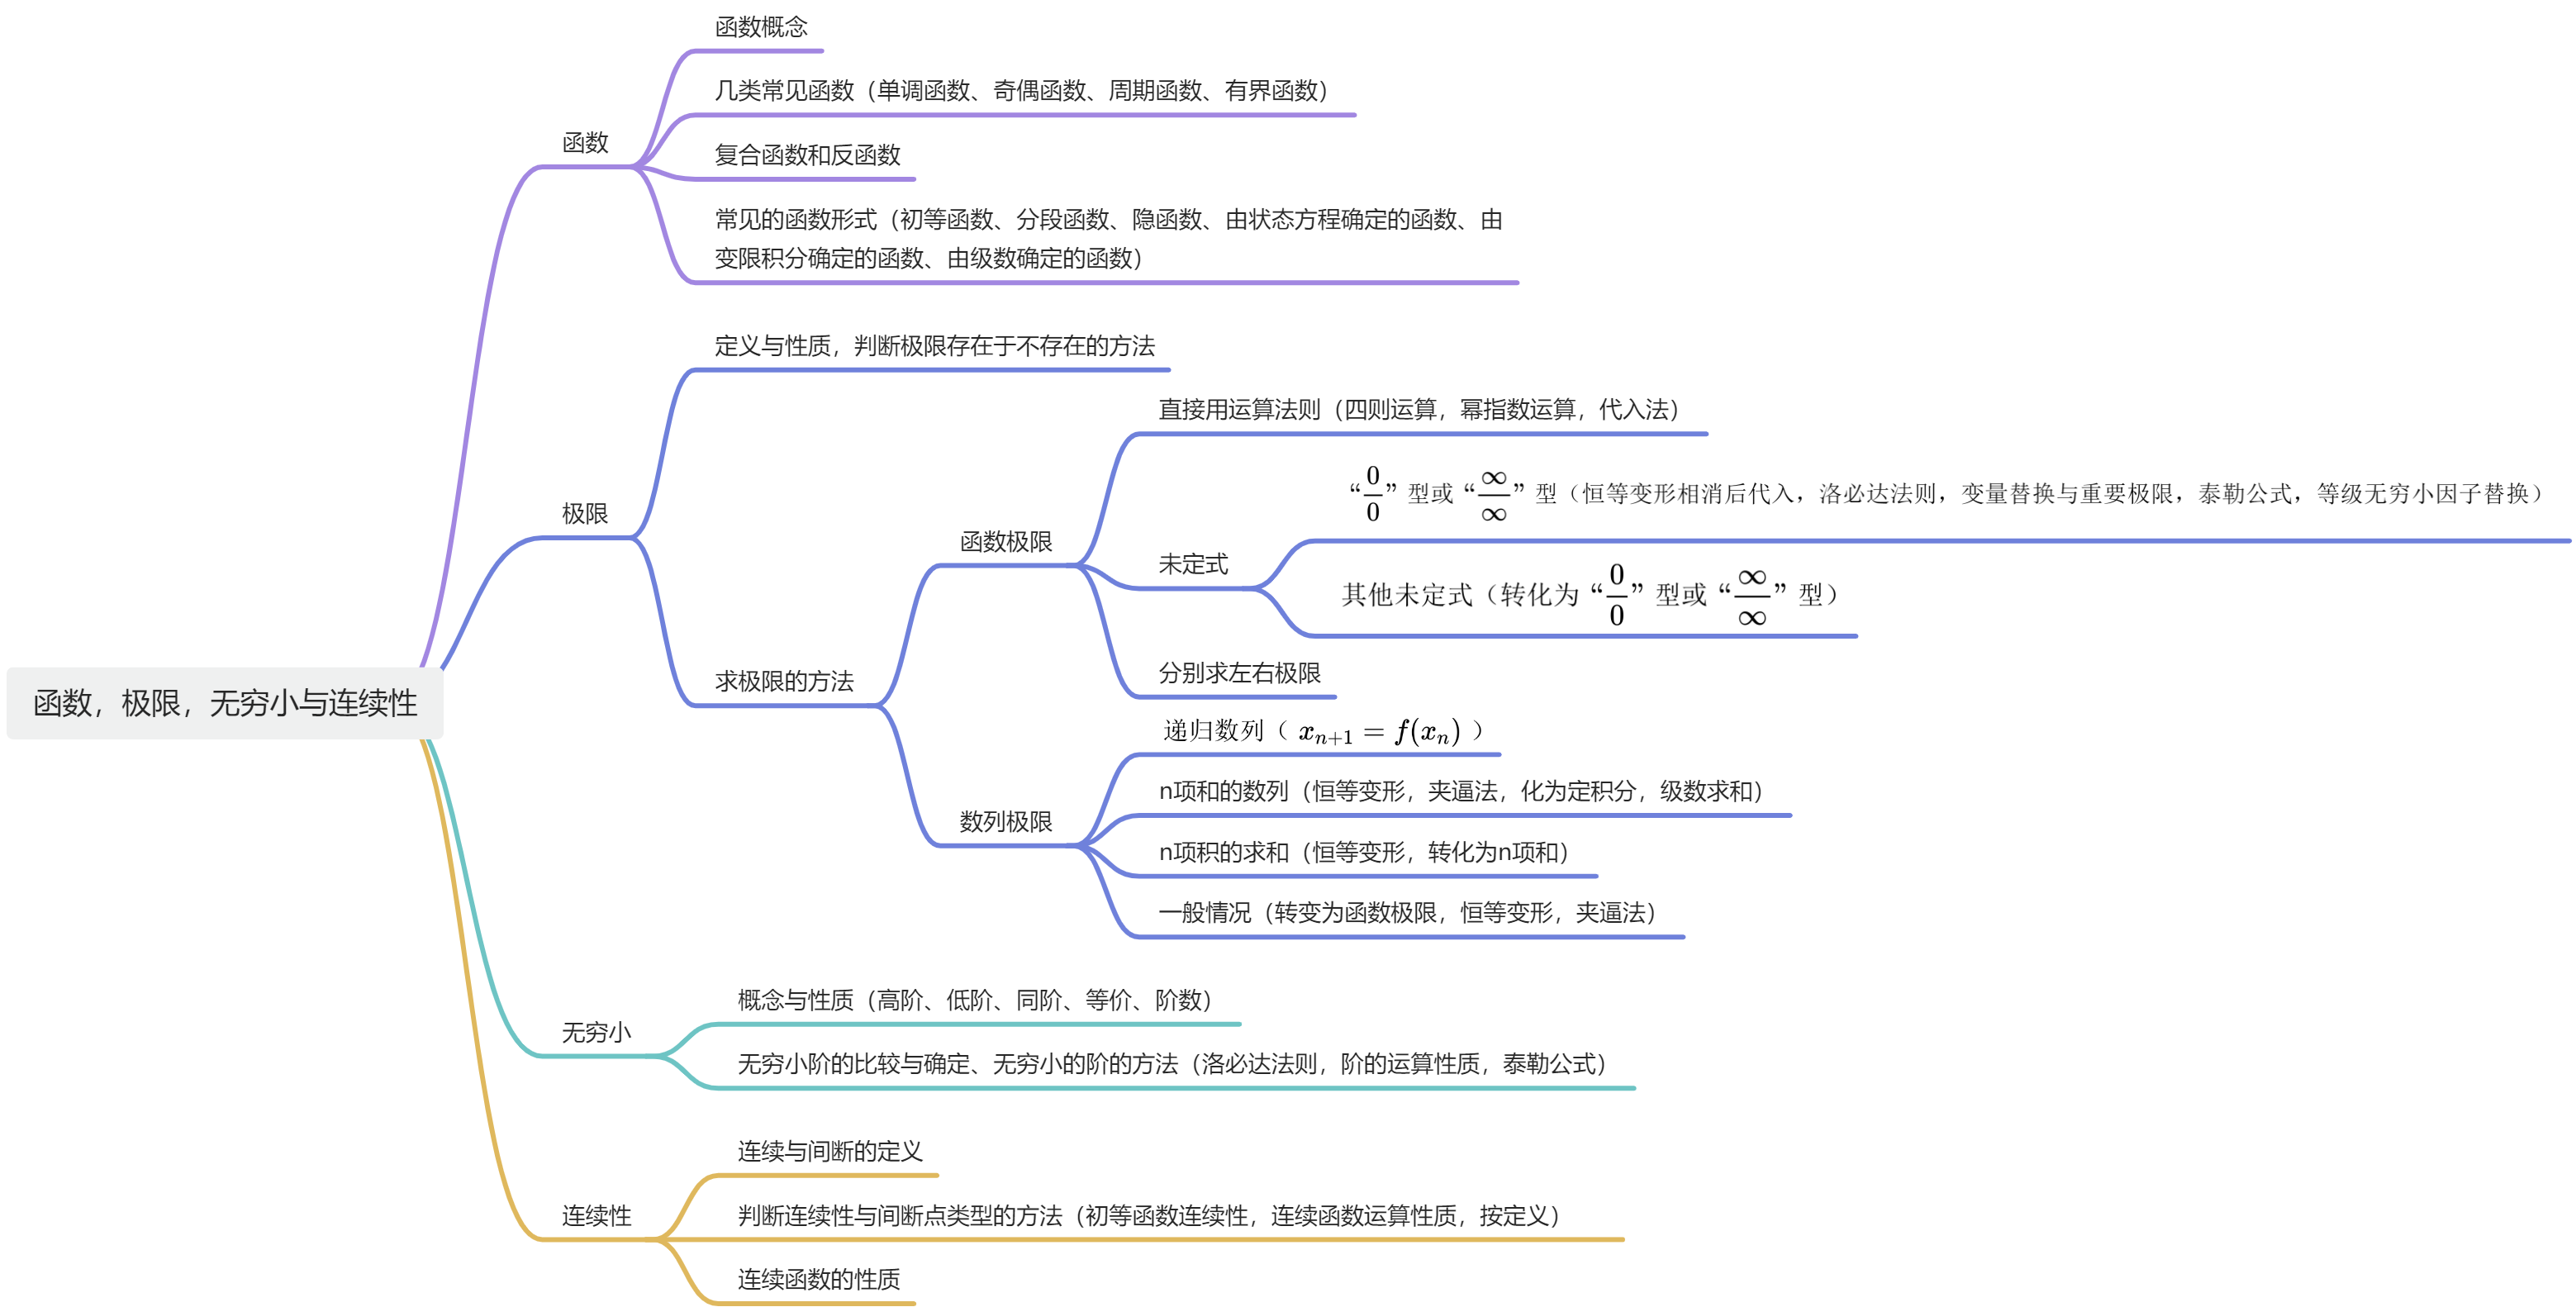 函数，极限，无穷小与连续性
函数
函数概念
几类常见函数（单调函数、奇偶函数、周期函数、有界函数）
复合函数和反函数
常见的函数形式（初等函数、分段函数、隐函数、由状态方程确定的函数、由
变限积分确定的函数、由级数确定的函数）
极限
定义与性质，判断极限存在于不存在的方法
求极限的方法
函数极限
直接用运算法则（四则运算，幂指数运算，代入法）
未定式
“0/0” 型或 “∞/∞” 型（恒等变形相消后代入，洛必达法则，变量替换与重要极限，泰勒公式，等级无穷小因子替换）
其他未定式（转化为 “0/0” 型或 “∞/∞” 型）
分别求左右极限
数列极限
递归数列（ xₙ₊₁ = f(xₙ) ）
n项和的数列（恒等变形，夹逼法，化为定积分，级数求和）
n项积的求和（恒等变形，转化为n项和）
一般情况（转变为函数极限，恒等变形，夹逼法）
无穷小
概念与性质（高阶、低阶、同阶、等价、阶数）
无穷小阶的比较与确定、无穷小的阶的方法（洛必达法则，阶的运算性质，泰勒公式）
连续性
连续与间断的定义
判断连续性与间断点类型的方法（初等函数连续性，连续函数运算性质，按定义）
连续函数的性质